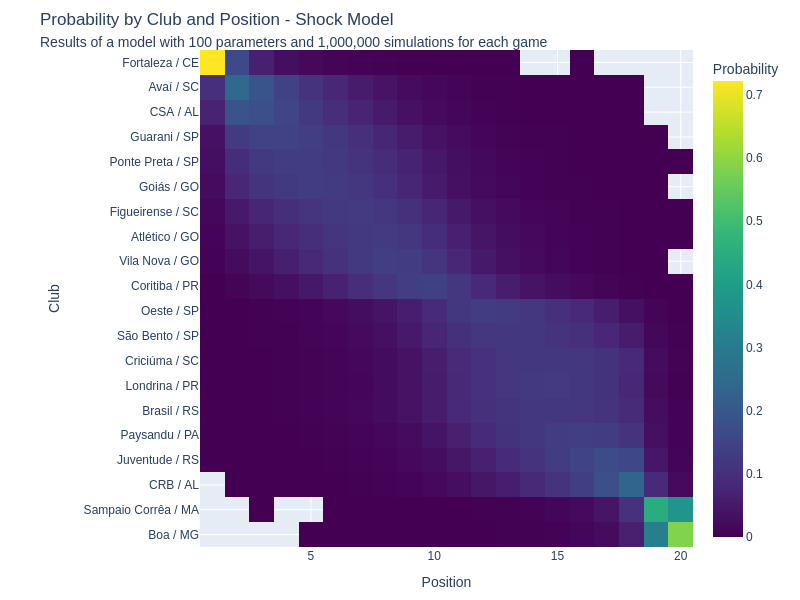 Probability by Club and Position - Shock Model
Results of a model with 100 parameters and 1,000,000 simulations for each game
Fortaleza / CE
Avaí / SC
CSA / AL
Guarani / SP
Ponte Preta / SP
Goiás / GO
Figueirense / SC
Atlético / GO
Vila Nova / GO
Coritiba / PR
Oeste / SP
São Bento / SP
Criciúma / SC
Londrina / PR
Brasil / RS
Paysandu / PA
Juventude / RS
CRB / AL
Sampaio Corrêa / MA
Boa / MG
Club
5
10
15
20
Position
Probability
0.7
0.6
0.5
0.4
0.3
0.2
0.1
0